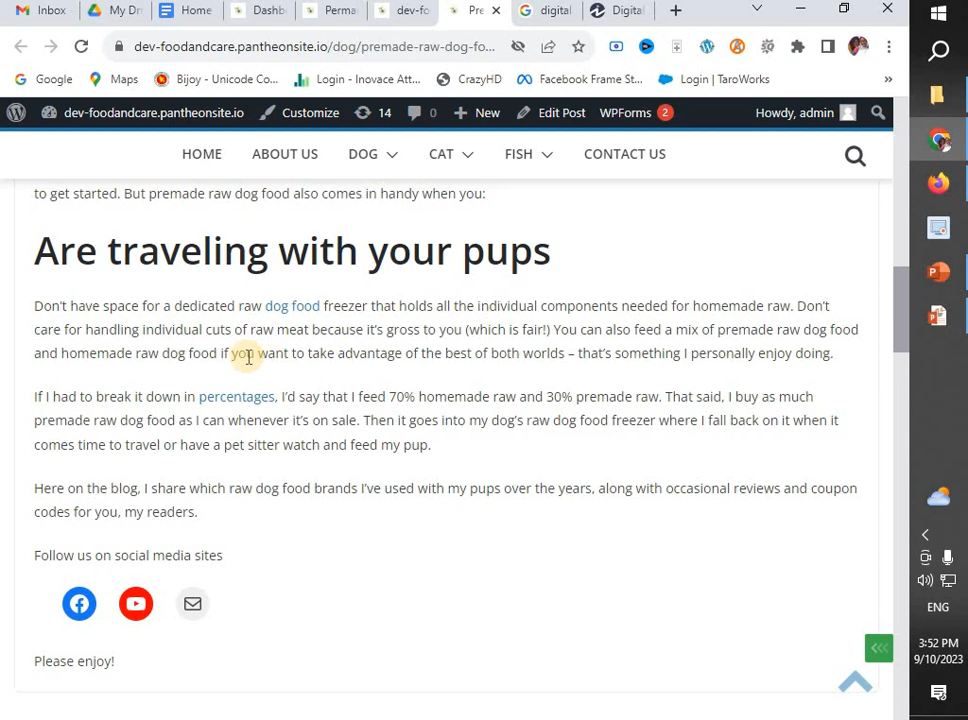 Inbox
My Dri
Home
Dashb
Perma
dev-fo
Pre
digital
Digital
dev-foodandcare.pantheonsite.io/dog/premade-raw-dog-fo...
Google
Maps
Bijoy - Unicode Co...
Login - Inovace Att...
CrazyHD
Facebook Frame St...
Login | TaroWorks
dev-foodandcare.pantheonsite.io
Customize
14
0
New
Edit Post
WPForms 2
Howdy, admin
HOME
ABOUT US
DOG
CAT
FISH
CONTACT US
to get started. But premade raw dog food also comes in handy when you:
Are traveling with your pups
Don’t have space for a dedicated raw dog food freezer that holds all the individual components needed for homemade raw. Don’t
care for handling individual cuts of raw meat because it’s gross to you (which is fair!) You can also feed a mix of premade raw dog food
and homemade raw dog food if you want to take advantage of the best of both worlds – that’s something I personally enjoy doing.
If I had to break it down in percentages, I’d say that I feed 70% homemade raw and 30% premade raw. That said, I buy as much
premade raw dog food as I can whenever it’s on sale. Then it goes into my dog’s raw dog food freezer where I fall back on it when it
comes time to travel or have a pet sitter watch and feed my pup.
Here on the blog, I share which raw dog food brands I’ve used with my pups over the years, along with occasional reviews and coupon
codes for you, my readers.
Follow us on social media sites
Please enjoy!
ENG
3:52 PM
9/10/2023